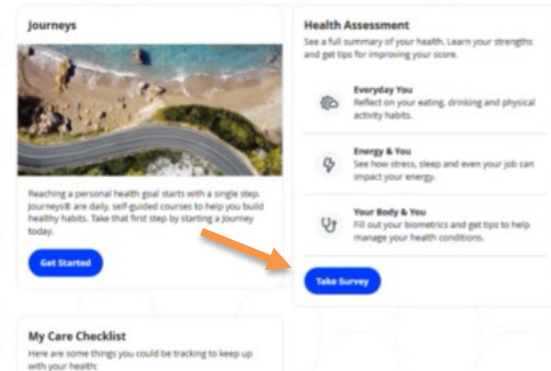 Journeys
Reaching a personal health goal starts with a single step.
Journeys® are daily, self-guided courses to help you build
healthy habits. Take that first step by starting a Journey
today.
Get Started
My Care Checklist
Here are some things you could be tracking to keep up
with your health:
Health Assessment
See a full summary of your health. Learn your strengths
and get tips for improving your score.
Everyday You
Reflect on your eating, drinking and physical
activity habits.
Energy & You
See how stress, sleep and even your job can
impact your energy.
Your Body & You
Fill out your biometrics and get tips to help
manage your health conditions.
Take Survey